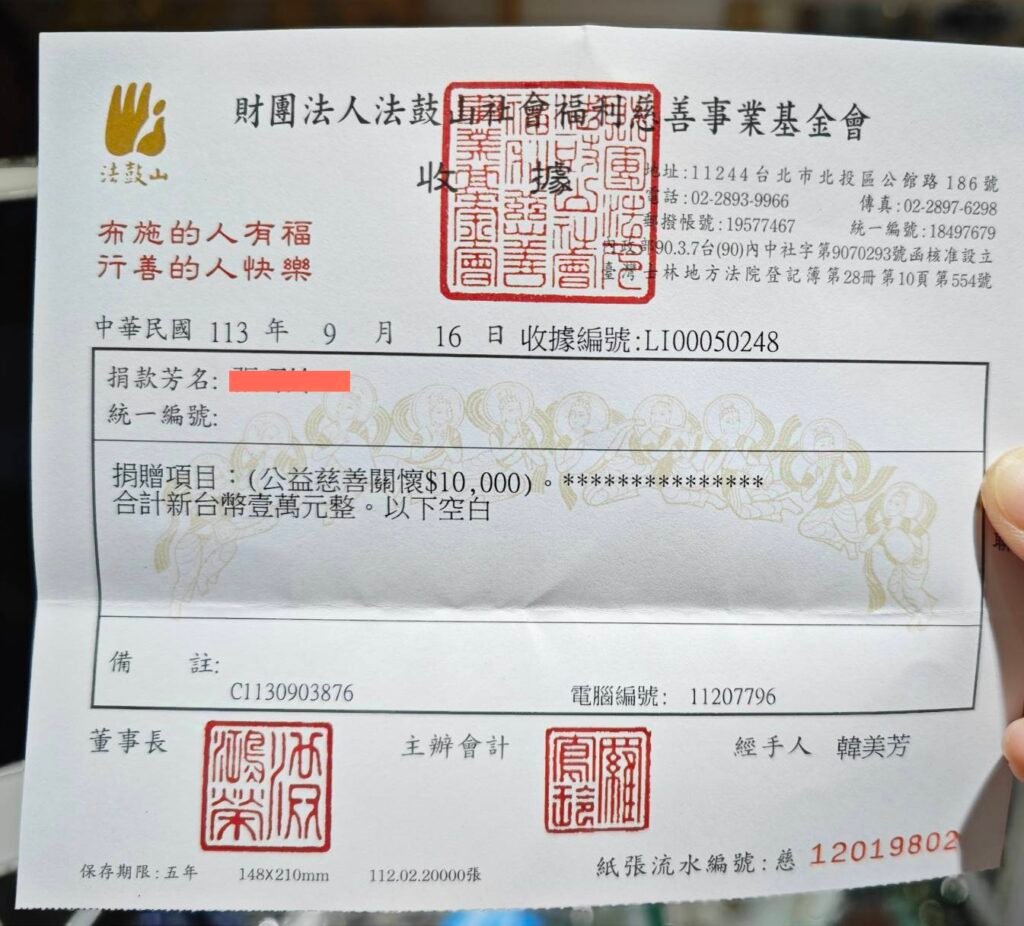 法鼓山
財團法人法鼓山社會福利慈善事業基金會
收據
布施的人有福
行善的人快樂
地址:11244台北市北投區公館路186號
電話:02-2893-9966 傳真:02-2897-6298
郵撥帳號:19577467 統一編號:18497679
內政部90.3.7台(90)內中社字第9070293號函核准設立
臺灣士林地方法院登記簿第28冊第10頁第554號
中華民國 113 年 9 月 16 日 收據編號:LI00050248
捐款芳名:
統一編號:
捐贈項目：(公益慈善關懷$10,000)。***************
合計新台幣壹萬元整。以下空白
備 註:
C1130903876 電腦編號: 11207796
董事長 主辦會計 經手人 韓美芳
保存期限:五年 148X210mm 112.02.20000張 紙張流水編號:慈 12019802